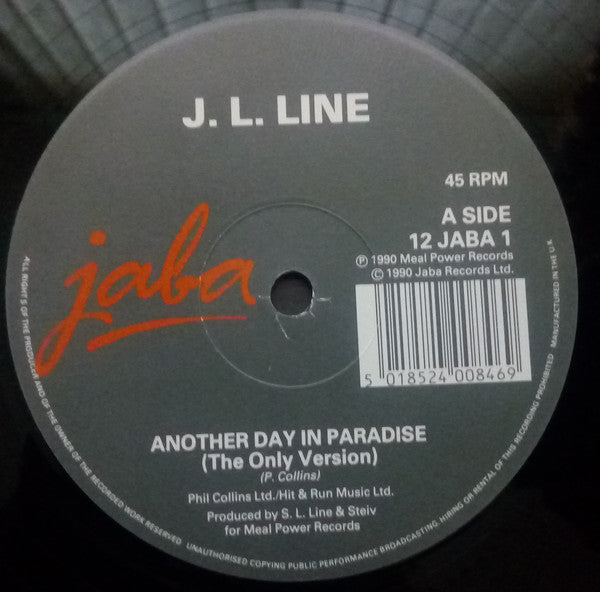 J. L. LINE
45 RPM
A SIDE
12 JABA 1
℗ 1990 Meal Power Records
© 1990 Jaba Records Ltd.
jaba
5 018524 008469
ANOTHER DAY IN PARADISE
(The Only Version)
(P. Collins)
Phil Collins Ltd./Hit & Run Music Ltd.
Produced by S. L. Line & Steiv
for Meal Power Records
ALL RIGHTS OF THE PRODUCER AND OF THE OWNER OF THE RECORDED WORK RESERVED UNAUTHORISED COPYING PUBLIC PERFORMANCE BROADCASTING, HIRING OR RENTAL OF THIS RECORDING PROHIBITED MANUFACTURED IN THE U.K